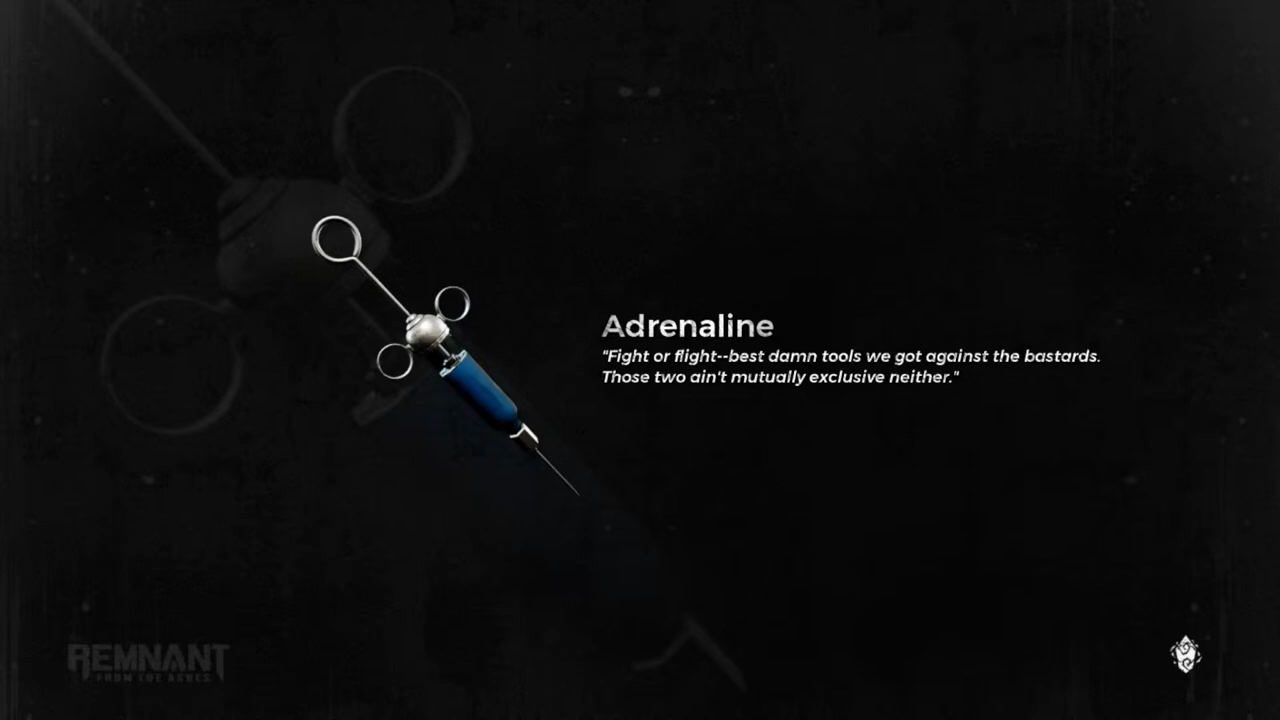 Adrenaline
"Fight or flight--best damn tools we got against the bastards.
Those two ain't mutually exclusive neither."
REMNANT
FROM THE ASHES